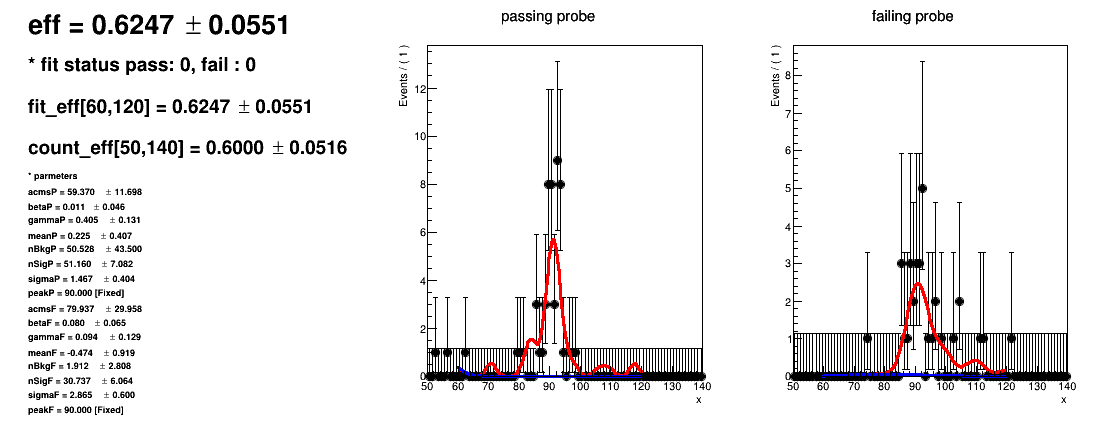 eff = 0.6247 ± 0.0551
* fit status pass: 0, fail : 0
fit_eff[60,120] = 0.6247 ± 0.0551
count_eff[50,140] = 0.6000 ± 0.0516
* parmeters
acmsP = 59.370 ± 11.698
betaP = 0.011 ± 0.046
gammaP = 0.405 ± 0.131
meanP = 0.225 ± 0.407
nBkgP = 50.528 ± 43.500
nSigP = 51.160 ± 7.082
sigmaP = 1.467 ± 0.404
peakP = 90.000 [Fixed]
acmsF = 79.937 ± 29.958
betaF = 0.080 ± 0.065
gammaF = 0.094 ± 0.129
meanF = -0.474 ± 0.919
nBkgF = 1.912 ± 2.808
nSigF = 30.737 ± 6.064
sigmaF = 2.865 ± 0.600
peakF = 90.000 [Fixed]
passing probe
Events / ( 1 )
12
10
8
6
4
2
0
50 60 70 80 90 100 110 120 130 140
x
failing probe
Events / ( 1 )
8
7
6
5
4
3
2
1
0
50 60 70 80 90 100 110 120 130 140
x